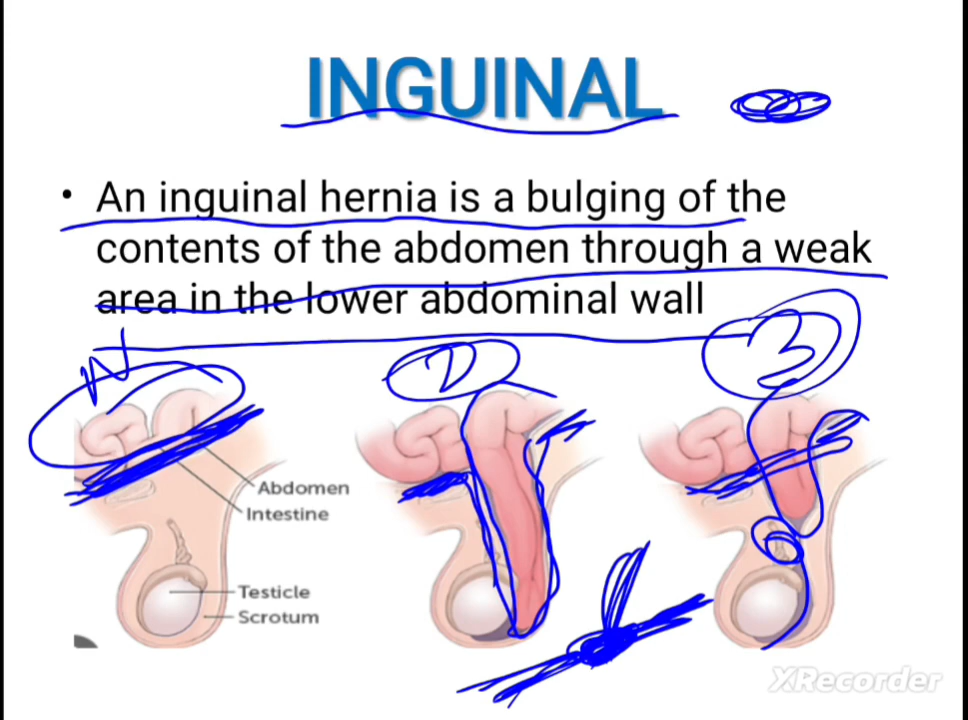 INGUINAL
• An inguinal hernia is a bulging of the
contents of the abdomen through a weak
area in the lower abdominal wall
N
3
Abdomen
Intestine
Testicle
Scrotum
XRecorder